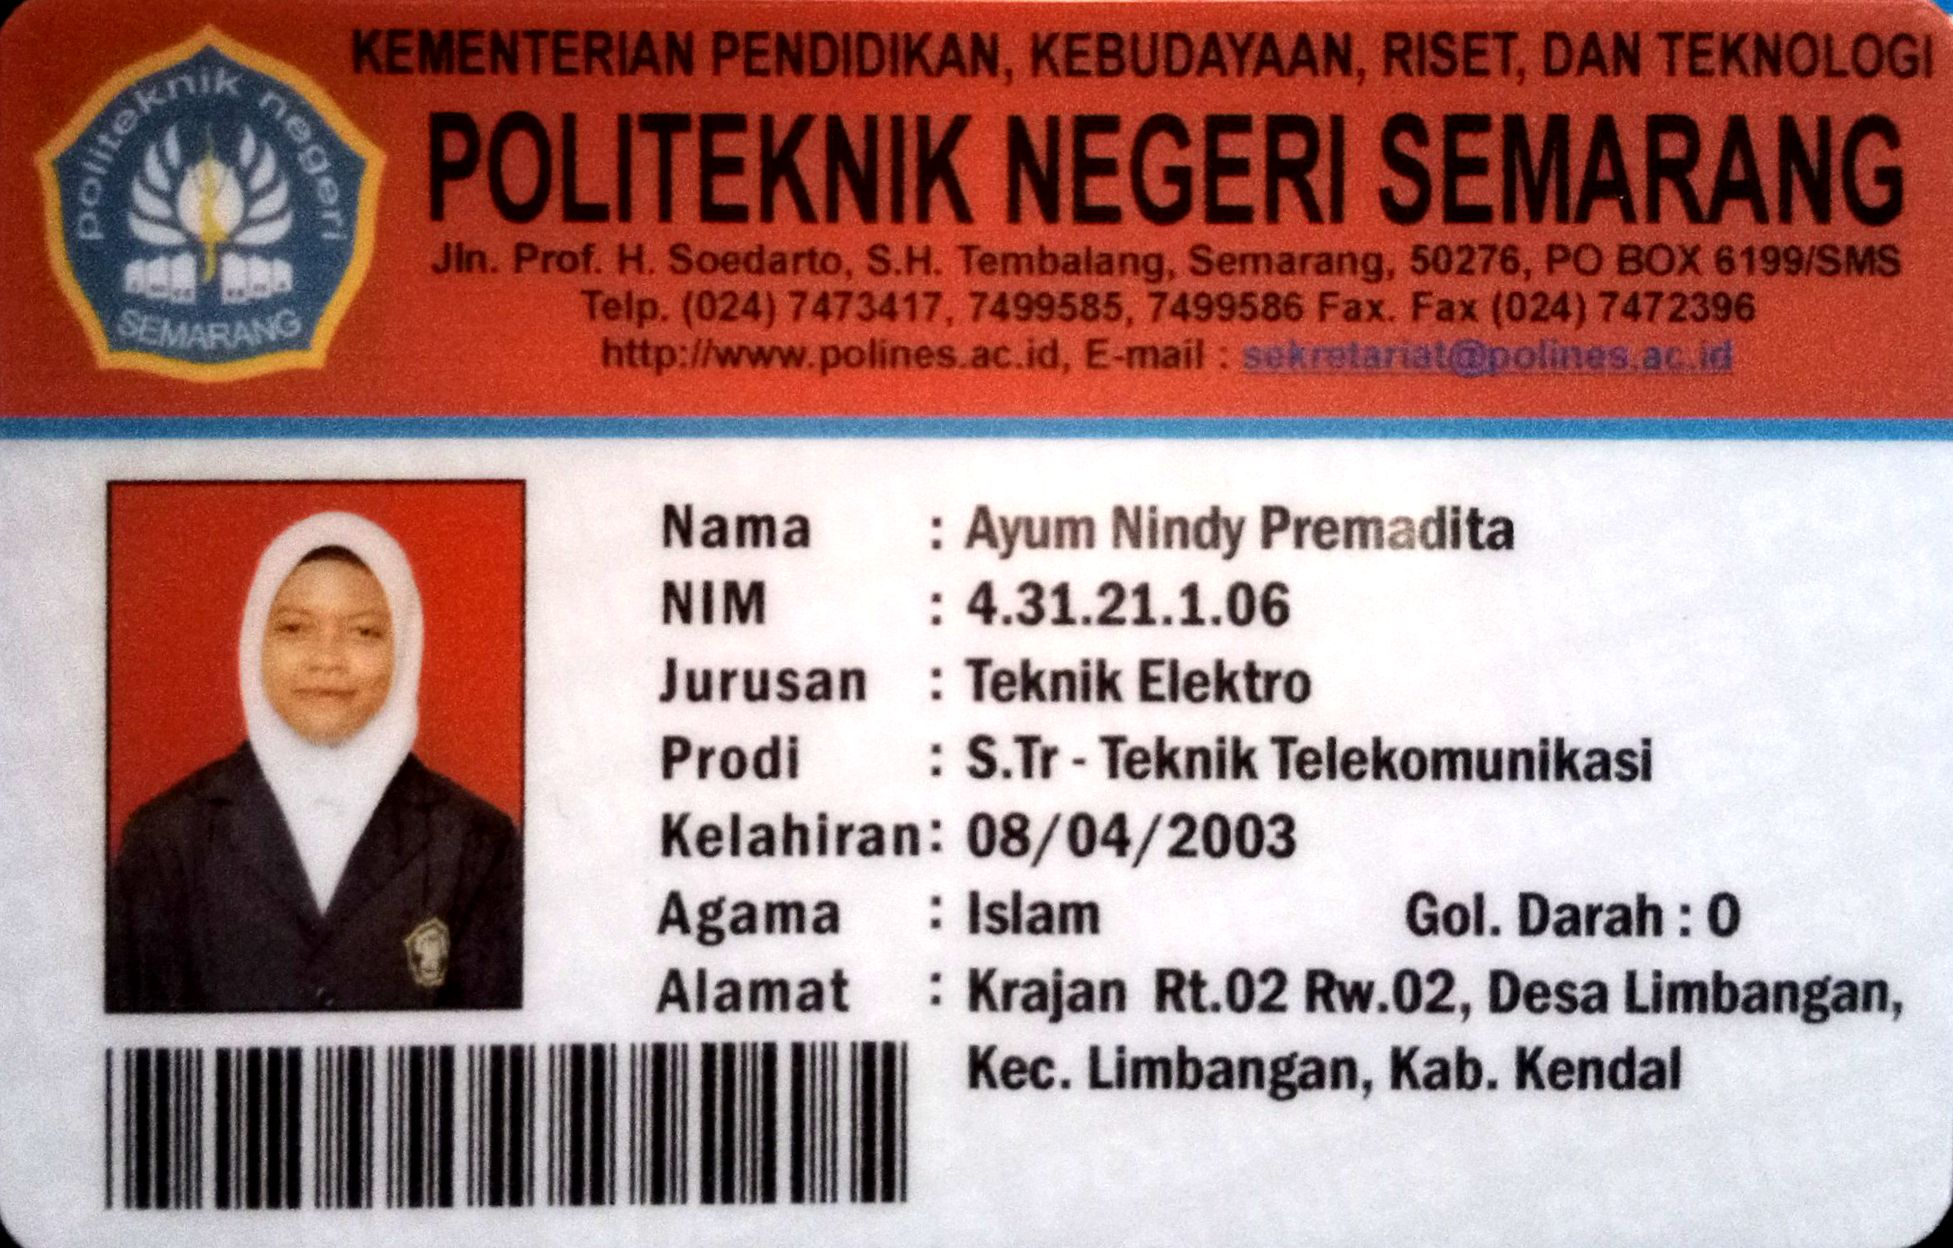 politeknik negeri
SEMARANG
KEMENTERIAN PENDIDIKAN, KEBUDAYAAN, RISET, DAN TEKNOLOGI
POLITEKNIK NEGERI SEMARANG
Jln. Prof. H. Soedarto, S.H. Tembalang, Semarang, 50276, PO BOX 6199/SMS
Telp. (024) 7473417, 7499585, 7499586 Fax. Fax (024) 7472396
http://www.polines.ac.id, E-mail : sekretariat@polines.ac.id
Nama : Ayum Nindy Premadita
NIM : 4.31.21.1.06
Jurusan : Teknik Elektro
Prodi : S.Tr - Teknik Telekomunikasi
Kelahiran : 08/04/2003
Agama : Islam Gol. Darah : O
Alamat : Krajan Rt.02 Rw.02, Desa Limbangan,
Kec. Limbangan, Kab. Kendal